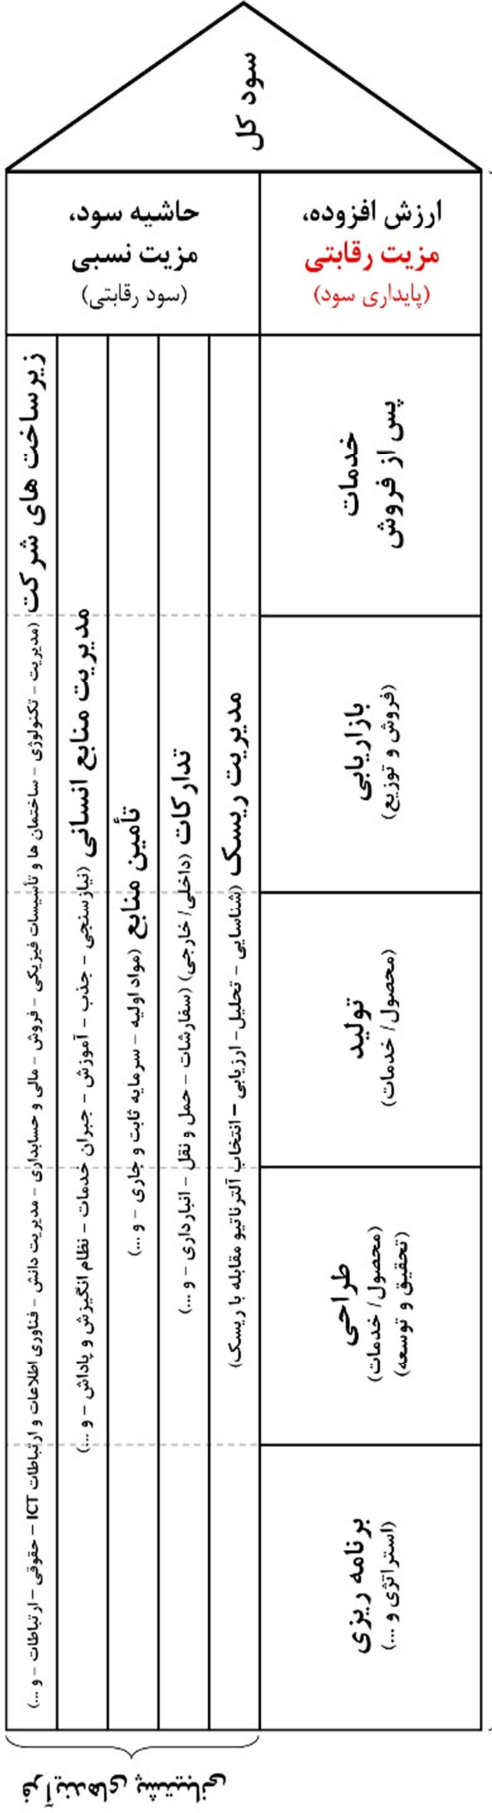 سود کل
حاشیه سود،
مزیت نسبی
(سود رقابتی)
ارزش افزوده،
مزیت رقابتی
(پایداری سود)
زیرساخت های شرکت (مدیریت - تکنولوژی - ساختمان ها و تأسیسات فیزیکی - فروش - مالی و حسابداری - مدیریت دانش - فناوری اطلاعات و ارتباطات ICT - حقوقی - ارتباطات - و ...)
مدیریت منابع انسانی (نیازسنجی - جذب - آموزش - جبران خدمات - نظام انگیزش و پاداش - و ...)
تأمین منابع (مواد اولیه - سرمایه ثابت و جاری - و ...)
تدارکات (داخلی/خارجی) (سفارشات - حمل و نقل - انبارداری - و ...)
مدیریت ریسک (شناسایی - تحلیل - ارزیابی – انتخاب آلترناتیو مقابله با ریسک)
خدمات
پس از فروش
بازاریابی
(فروش و توزیع)
تولید
(محصول/خدمات)
طراحی
(محصول/خدمات)
(تحقیق و توسعه)
برنامه ریزی
(استراتژی و ...)
فرآیندهای پشتیبانی